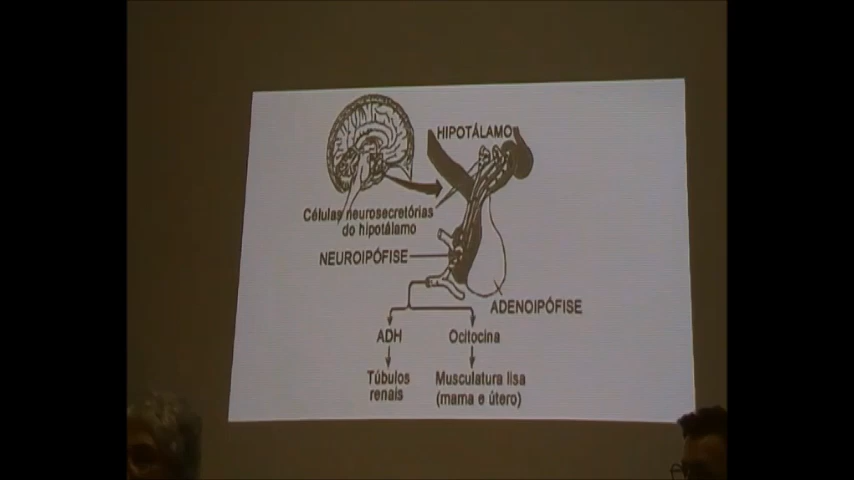 HIPOTÁLAMO
Células neurosecretórias
do hipotálamo
NEUROIPÓFISE
ADENOIPÓFISE
ADH
Ocitocina
Túbulos
renais
Musculatura lisa
(mama e útero)